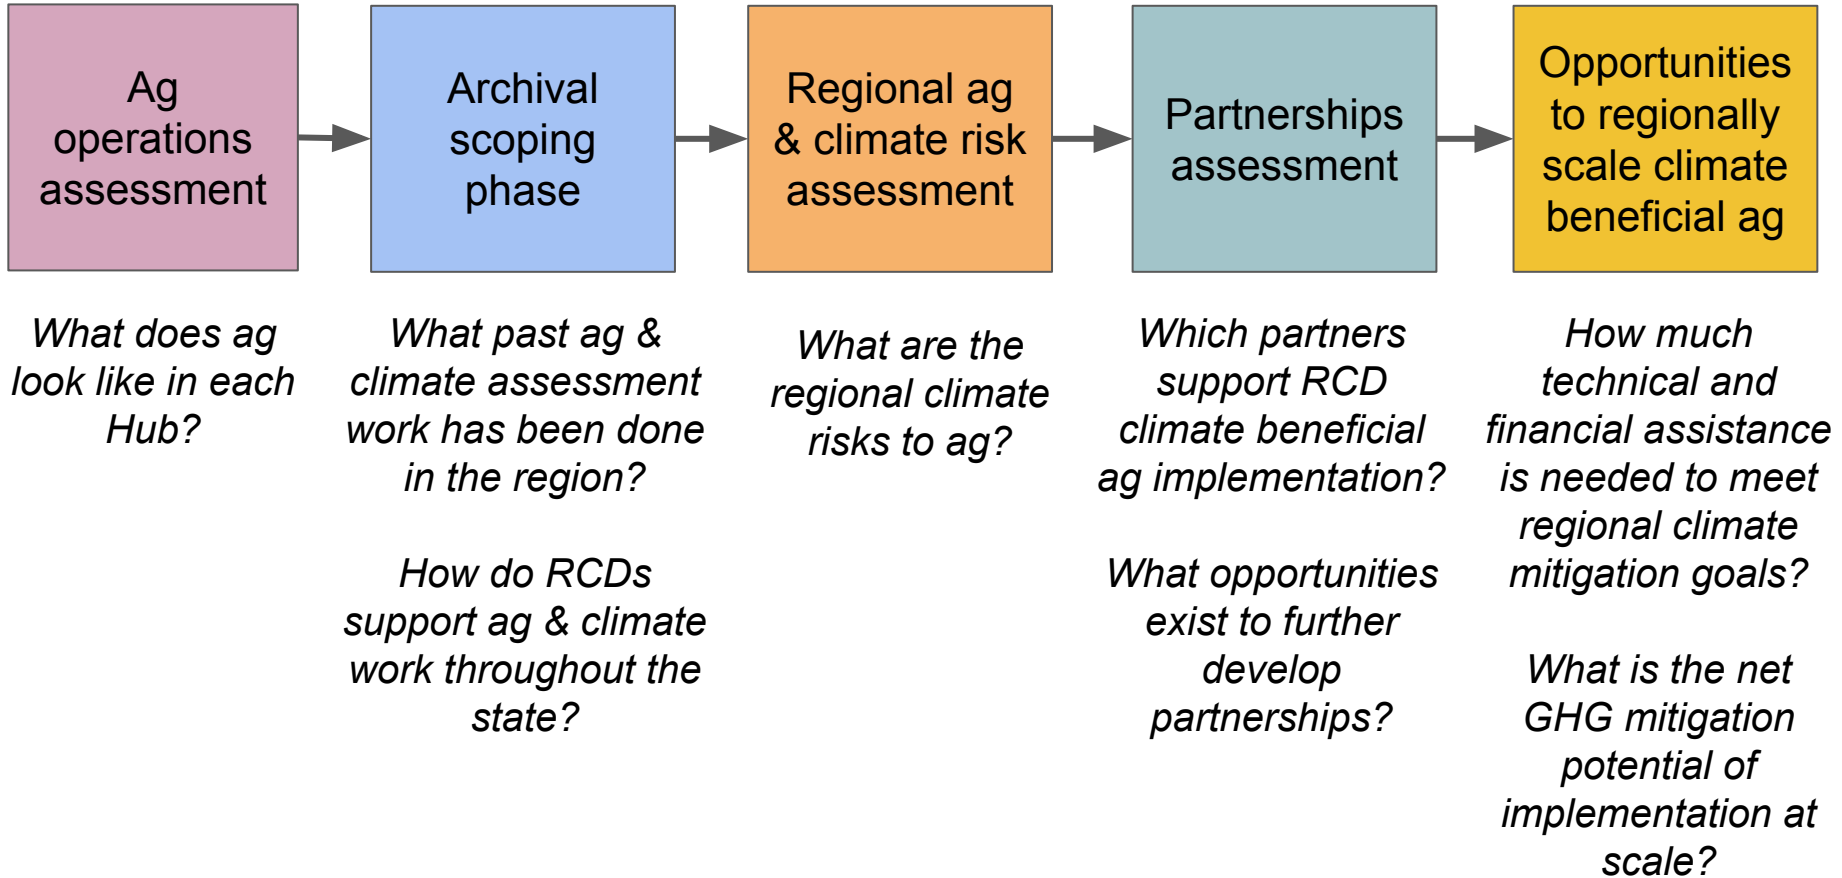 Ag
operations
assessment
Archival
scoping
phase
Regional ag
& climate risk
assessment
Partnerships
assessment
Opportunities
to regionally
scale climate
beneficial ag
What does ag
look like in each
Hub?
What past ag &
climate assessment
work has been done
in the region?
How do RCDs
support ag & climate
work throughout the
state?
What are the
regional climate
risks to ag?
Which partners
support RCD
climate beneficial
ag implementation?
What opportunities
exist to further
develop
partnerships?
How much
technical and
financial assistance
is needed to meet
regional climate
mitigation goals?
What is the net
GHG mitigation
potential of
implementation at
scale?